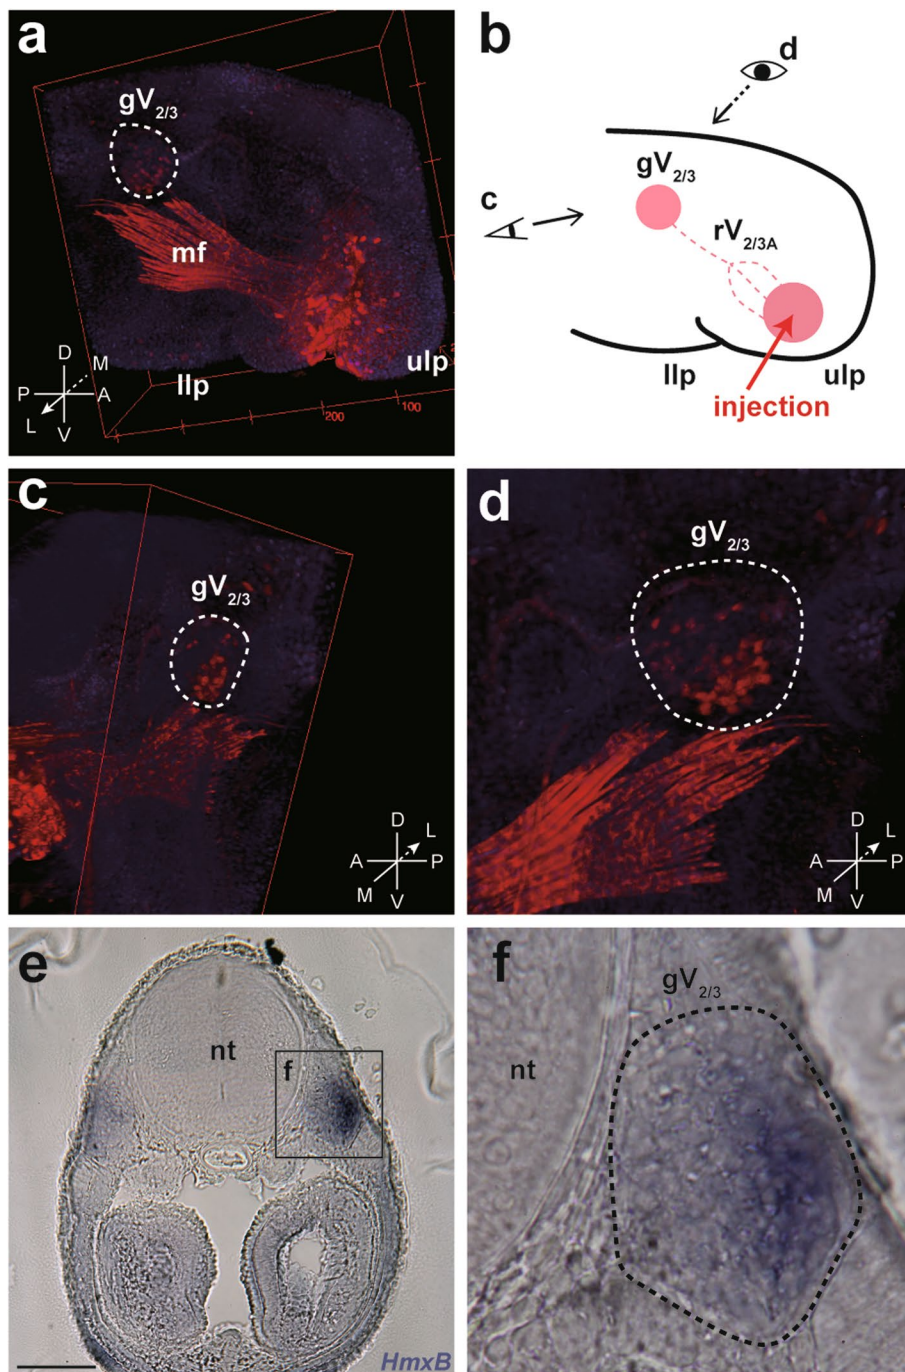 a
gV2/3
mf
D
M
P
A
L
V
llp
ulp
200
100
b
d
gV2/3
c
rV2/3A
llp
ulp
injection
c
gV2/3
D
L
A
P
M
V
d
gV2/3
D
L
A
P
M
V
e
nt
f
HmxB
f
gV2/3
nt